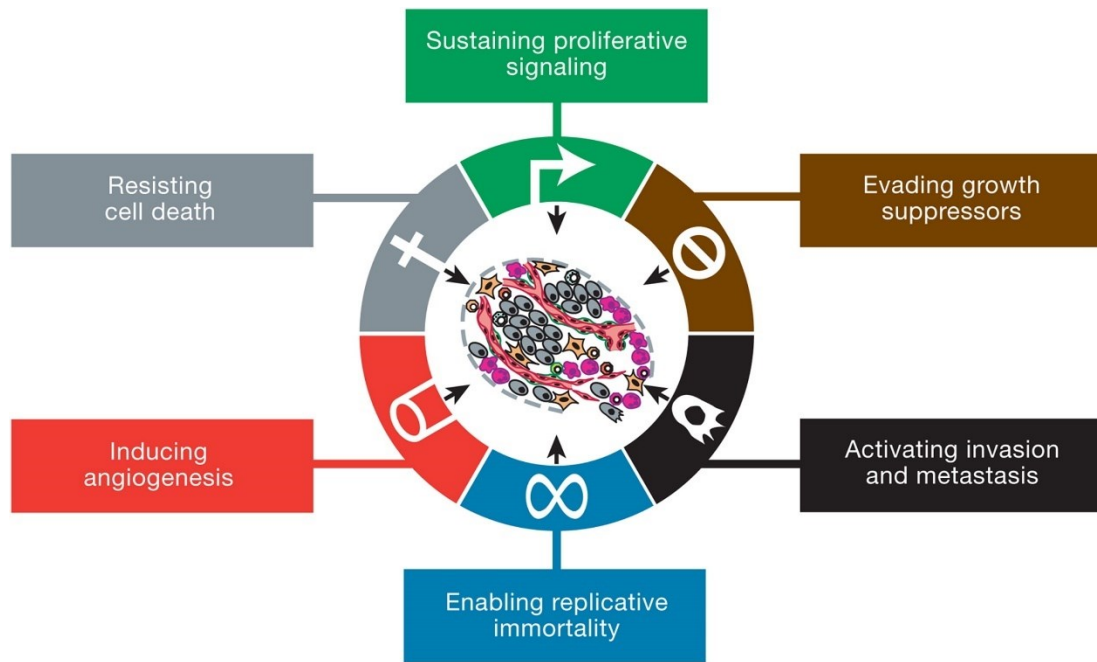 Sustaining proliferative
signaling
Resisting
cell death
Evading growth
suppressors
Inducing
angiogenesis
Activating invasion
and metastasis
Enabling replicative
immortality